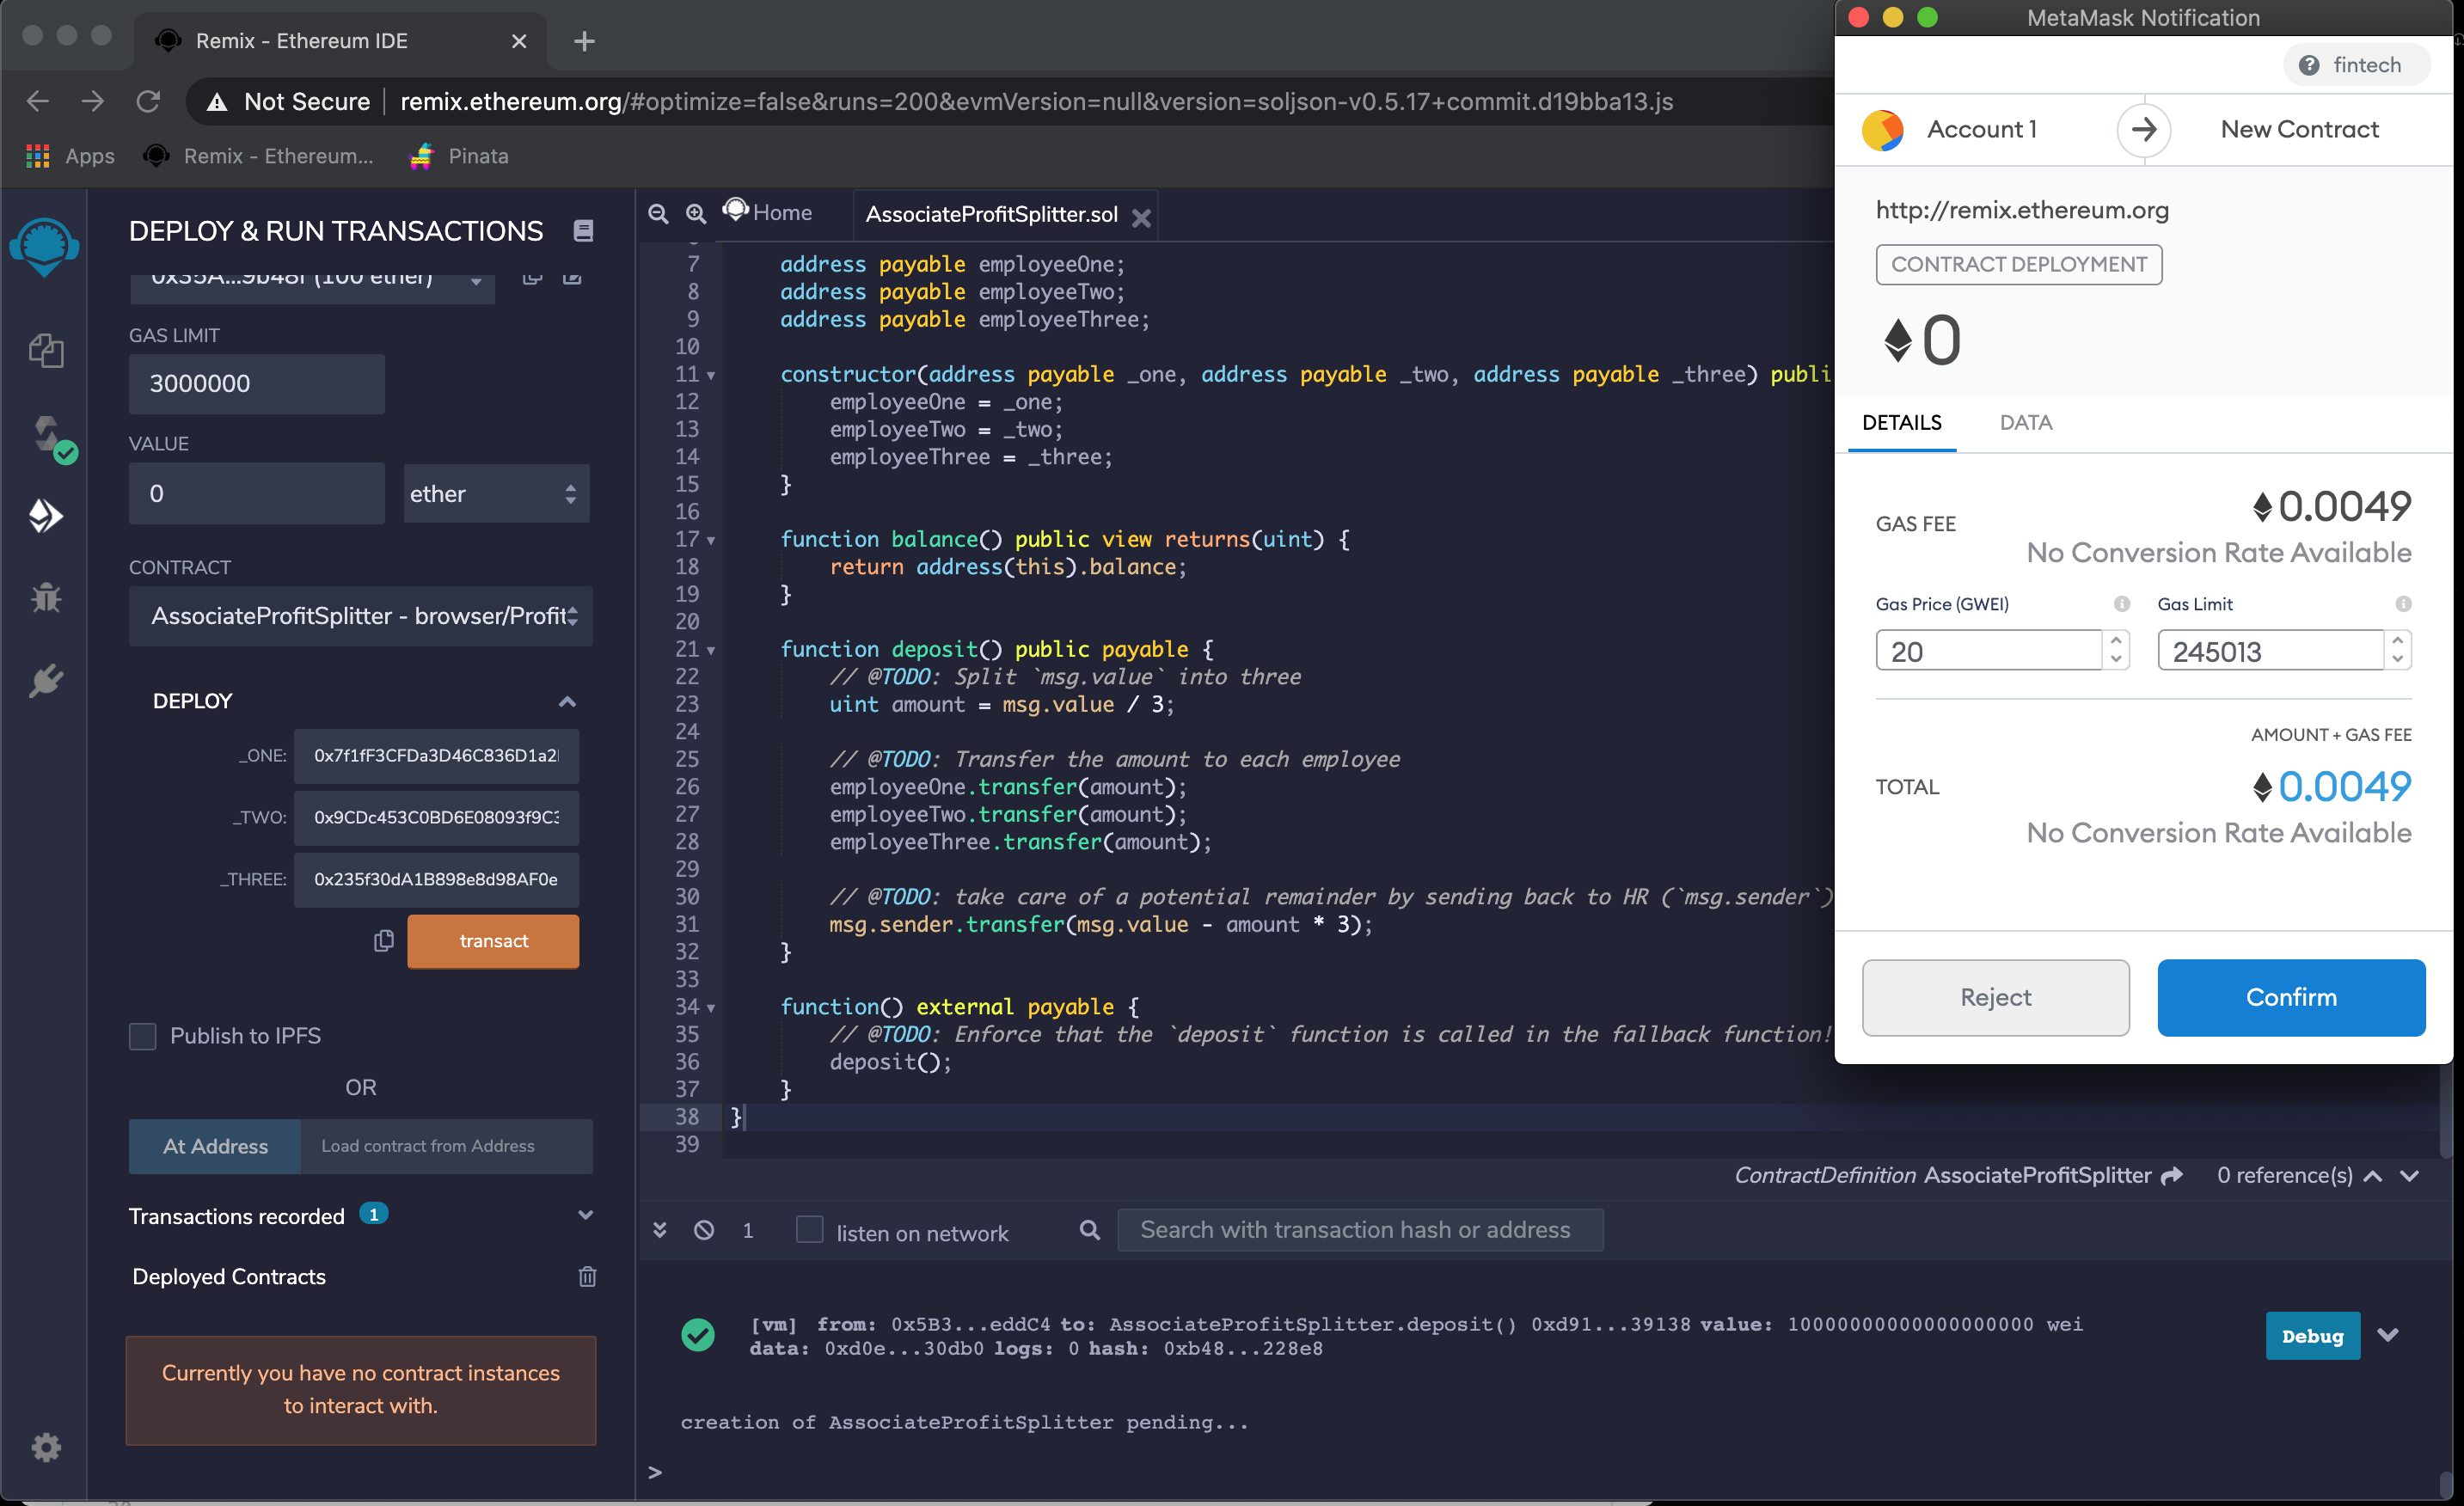 Remix - Ethereum IDE
Not Secure
remix.ethereum.org/#optimize=false&runs=200&evmVersion=null&version=soljson-v0.5.17+commit.d19bba13.js
Apps
Remix - Ethereum...
Pinata
DEPLOY & RUN TRANSACTIONS
0x35A...9b48f (100 ether)
GAS LIMIT
3000000
VALUE
0
ether
CONTRACT
AssociateProfitSplitter - browser/Profit
DEPLOY
_ONE:
0x7f1fF3CFDa3D46C836D1a2
_TWO:
0x9CDc453C0BD6E08093f9C3
_THREE:
0x235f30dA1B898e8d98AF0e
transact
Publish to IPFS
OR
At Address
Load contract from Address
Transactions recorded 1
Deployed Contracts
Currently you have no contract instances
to interact with.
Home
AssociateProfitSplitter.sol
7 address payable employeeOne;
8 address payable employeeTwo;
9 address payable employeeThree;
10
11 constructor(address payable _one, address payable _two, address payable _three) publi
12 employeeOne = _one;
13 employeeTwo = _two;
14 employeeThree = _three;
15 }
16
17 function balance() public view returns(uint) {
18 return address(this).balance;
19 }
20
21 function deposit() public payable {
22 // @TODO: Split `msg.value` into three
23 uint amount = msg.value / 3;
24
25 // @TODO: Transfer the amount to each employee
26 employeeOne.transfer(amount);
27 employeeTwo.transfer(amount);
28 employeeThree.transfer(amount);
29
30 // @TODO: take care of a potential remainder by sending back to HR (`msg.sender`)
31 msg.sender.transfer(msg.value - amount * 3);
32 }
33
34 function() external payable {
35 // @TODO: Enforce that the `deposit` function is called in the fallback function!
36 deposit();
37 }
38 }
39
ContractDefinition AssociateProfitSplitter
0 reference(s)
1
listen on network
Search with transaction hash or address
[vm] from: 0x5B3...eddC4 to: AssociateProfitSplitter.deposit() 0xd91...39138 value: 10000000000000000000 wei
data: 0xd0e...30db0 logs: 0 hash: 0xb48...228e8
Debug
creation of AssociateProfitSplitter pending...
>
MetaMask Notification
fintech
Account 1
New Contract
http://remix.ethereum.org
CONTRACT DEPLOYMENT
0
DETAILS
DATA
GAS FEE
0.0049
No Conversion Rate Available
Gas Price (GWEI)
Gas Limit
20
245013
AMOUNT + GAS FEE
TOTAL
0.0049
No Conversion Rate Available
Reject
Confirm